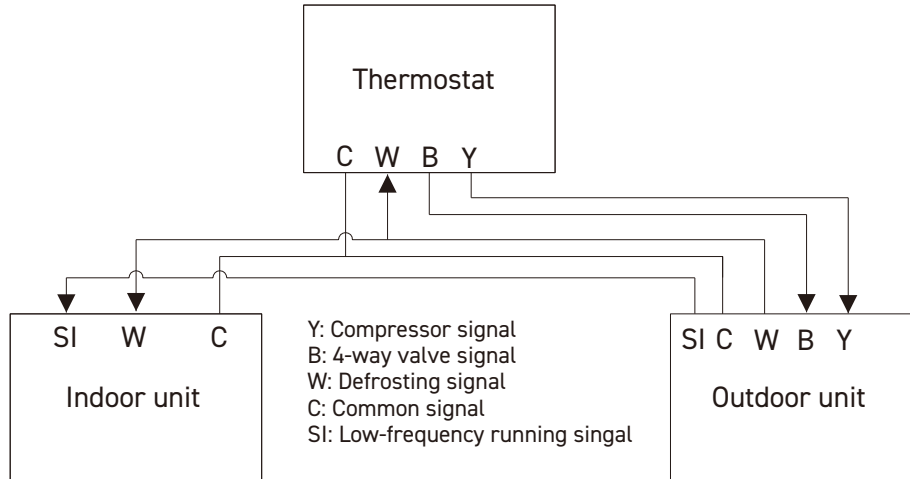 Thermostat
C W B Y
SI W C
Indoor unit
Y: Compressor signal
B: 4-way valve signal
W: Defrosting signal
C: Common signal
SI: Low-frequency running singal
SI C W B Y
Outdoor unit